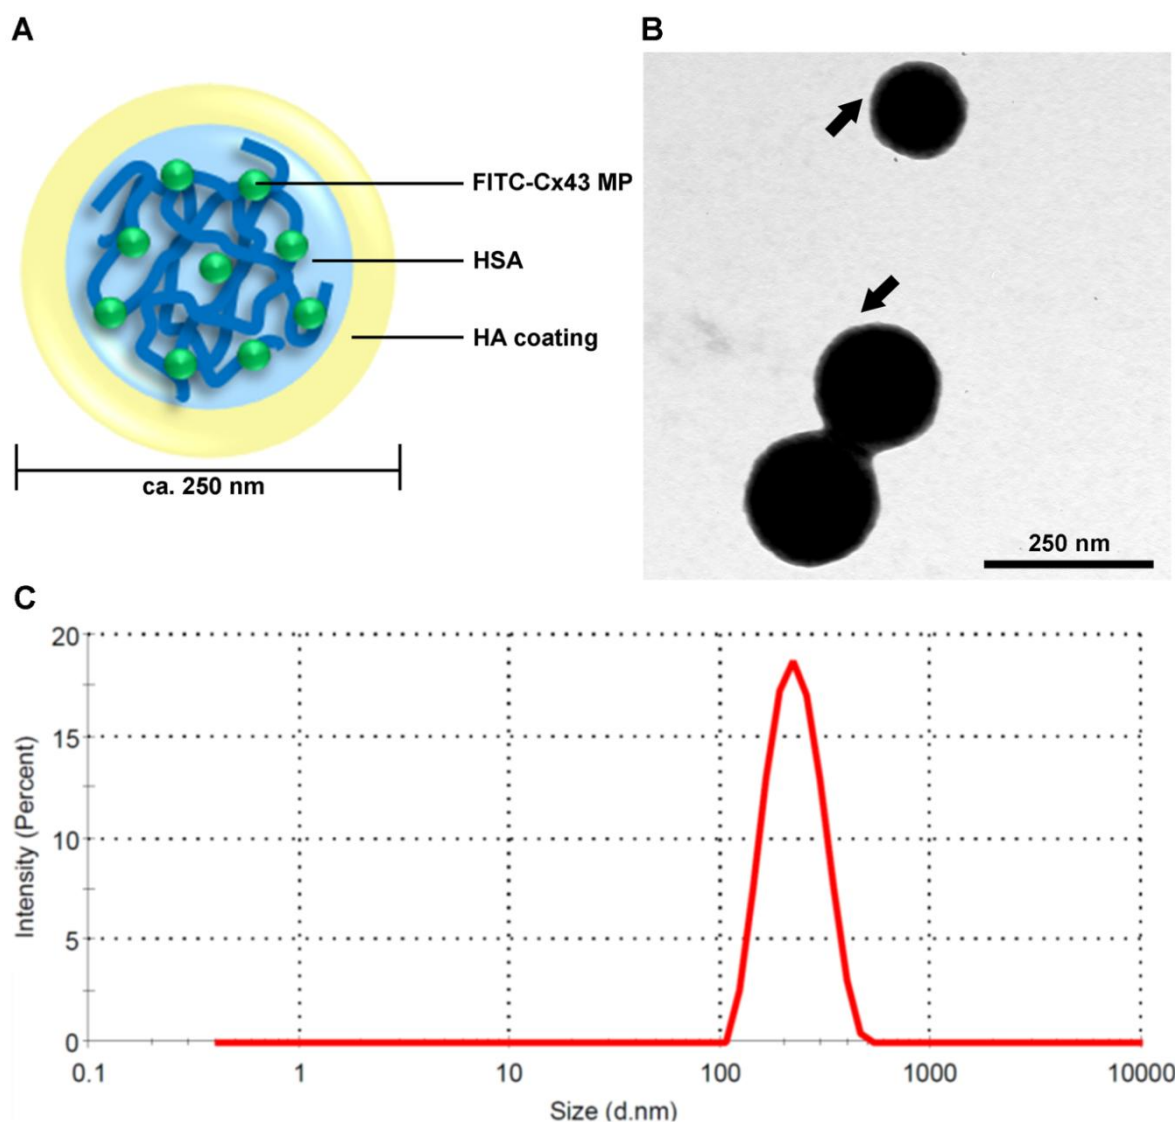 A
B
FITC-Cx43 MP
HSA
HA coating
ca. 250 nm
250 nm
C
20
15
10
5
0
Intensity (Percent)
0.1
1
10
100
1000
10000
Size (d.nm)